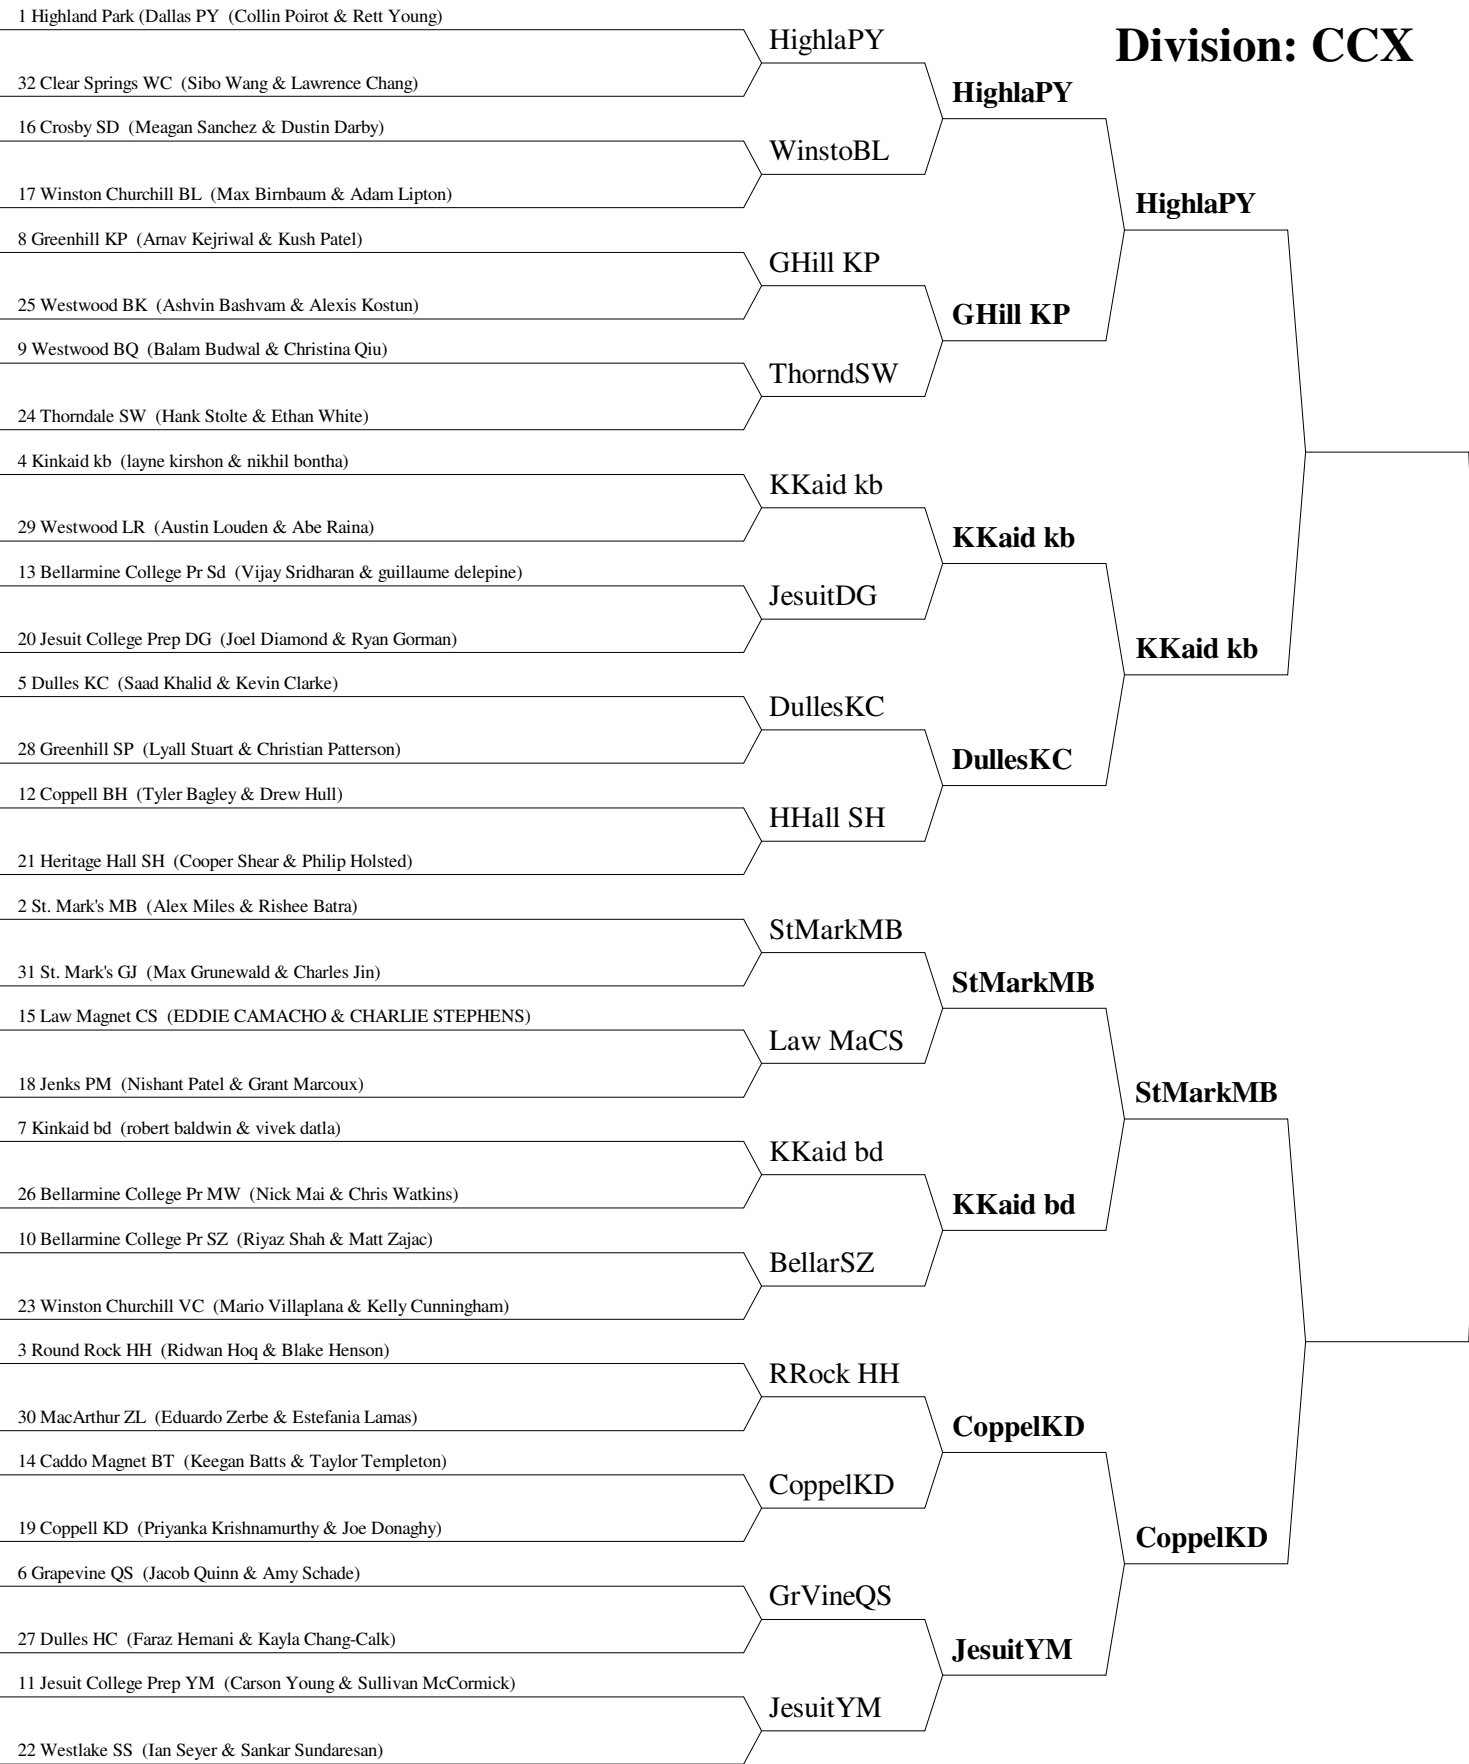 1 Highland Park (Dallas PY (Collin Poirot & Rett Young)
HighlaPY
Division: CCX
32 Clear Springs WC (Sibo Wang & Lawrence Chang)
HighlaPY
16 Crosby SD (Meagan Sanchez & Dustin Darby)
WinstoBL
17 Winston Churchill BL (Max Birnbaum & Adam Lipton)
HighlaPY
8 Greenhill KP (Arnav Kejriwal & Kush Patel)
GHill KP
25 Westwood BK (Ashvin Bashvam & Alexis Kostun)
GHill KP
9 Westwood BQ (Balam Budwal & Christina Qiu)
ThorndSW
24 Thorndale SW (Hank Stolte & Ethan White)
4 Kinkaid kb (layne kirshon & nikhil bontha)
KKaid kb
29 Westwood LR (Austin Louden & Abe Raina)
KKaid kb
13 Bellarmine College Pr Sd (Vijay Sridharan & guillaume delepine)
JesuitDG
20 Jesuit College Prep DG (Joel Diamond & Ryan Gorman)
KKaid kb
5 Dulles KC (Saad Khalid & Kevin Clarke)
DullesKC
28 Greenhill SP (Lyall Stuart & Christian Patterson)
DullesKC
12 Coppell BH (Tyler Bagley & Drew Hull)
HHall SH
21 Heritage Hall SH (Cooper Shear & Philip Holsted)
2 St. Mark's MB (Alex Miles & Rishee Batra)
StMarkMB
31 St. Mark's GJ (Max Grunewald & Charles Jin)
StMarkMB
15 Law Magnet CS (EDDIE CAMACHO & CHARLIE STEPHENS)
Law MaCS
18 Jenks PM (Nishant Patel & Grant Marcoux)
StMarkMB
7 Kinkaid bd (robert baldwin & vivek datla)
KKaid bd
26 Bellarmine College Pr MW (Nick Mai & Chris Watkins)
KKaid bd
10 Bellarmine College Pr SZ (Riyaz Shah & Matt Zajac)
BellarSZ
23 Winston Churchill VC (Mario Villaplana & Kelly Cunningham)
3 Round Rock HH (Ridwan Hoq & Blake Henson)
RRock HH
30 MacArthur ZL (Eduardo Zerbe & Estefania Lamas)
CoppelKD
14 Caddo Magnet BT (Keegan Batts & Taylor Templeton)
CoppelKD
19 Coppell KD (Priyanka Krishnamurthy & Joe Donaghy)
CoppelKD
6 Grapevine QS (Jacob Quinn & Amy Schade)
GrVineQS
27 Dulles HC (Faraz Hemani & Kayla Chang-Calk)
JesuitYM
11 Jesuit College Prep YM (Carson Young & Sullivan McCormick)
JesuitYM
22 Westlake SS (Ian Seyer & Sankar Sundaresan)